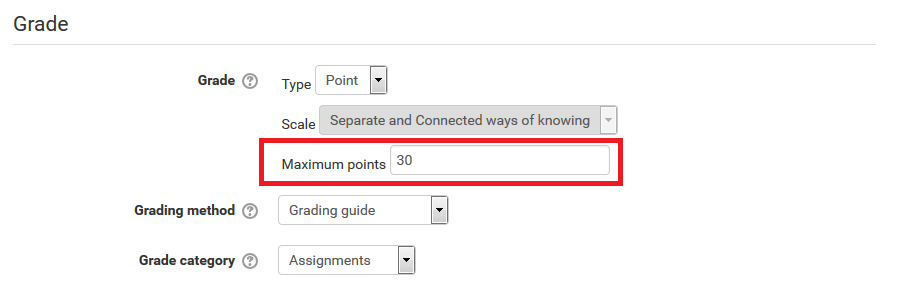 Grade
Grade ? Type Point
Scale Separate and Connected ways of knowing
Maximum points 30
Grading method ? Grading guide
Grade category ? Assignments